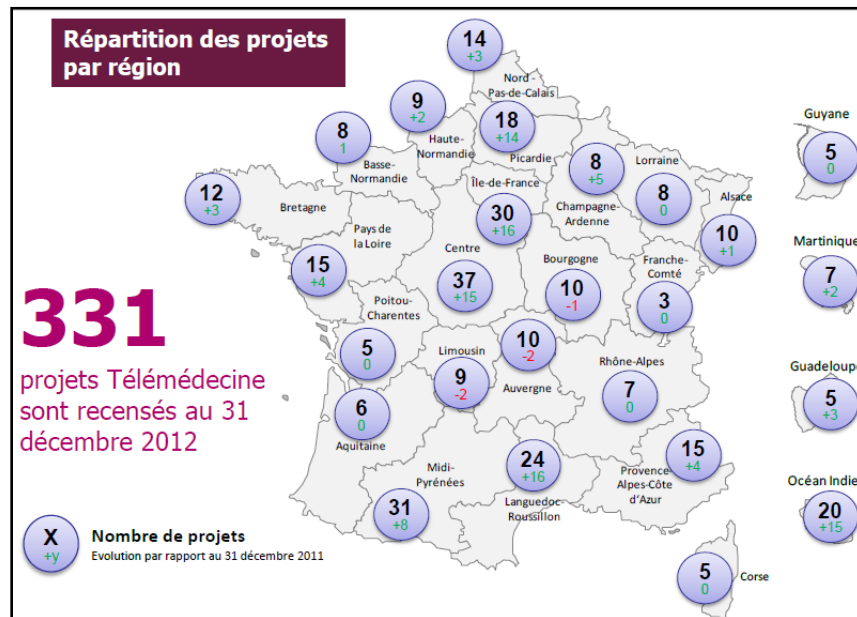 Répartition des projets
par région
14
+3
Nord -
Pas-de-Calais
9
+2
Haute-
Normandie
18
+14
Picardie
8
1
Basse-
Normandie
8
+5
Champagne-
Ardenne
Lorraine
8
0
Alsace
10
+1
12
+3
Bretagne
Île-de-France
30
+16
Pays de
la Loire
15
+4
Centre
37
+15
Bourgogne
10
-1
Franche-
Comté
3
0
Poitou-
Charentes
5
0
Limousin
9
-2
10
-2
Auvergne
Rhône-Alpes
7
0
6
0
Aquitaine
Midi-
Pyrénées
31
+8
24
+16
Languedoc-
Roussillon
15
+4
Provence-
Alpes-Côte
d'Azur
5
0
Corse
Guyane
5
0
Martinique
7
+2
Guadeloupe
5
+3
Océan Indie
20
+15
331
projets Télémédecine
sont recensés au 31
décembre 2012
X
+y
Nombre de projets
Evolution par rapport au 31 décembre 2011